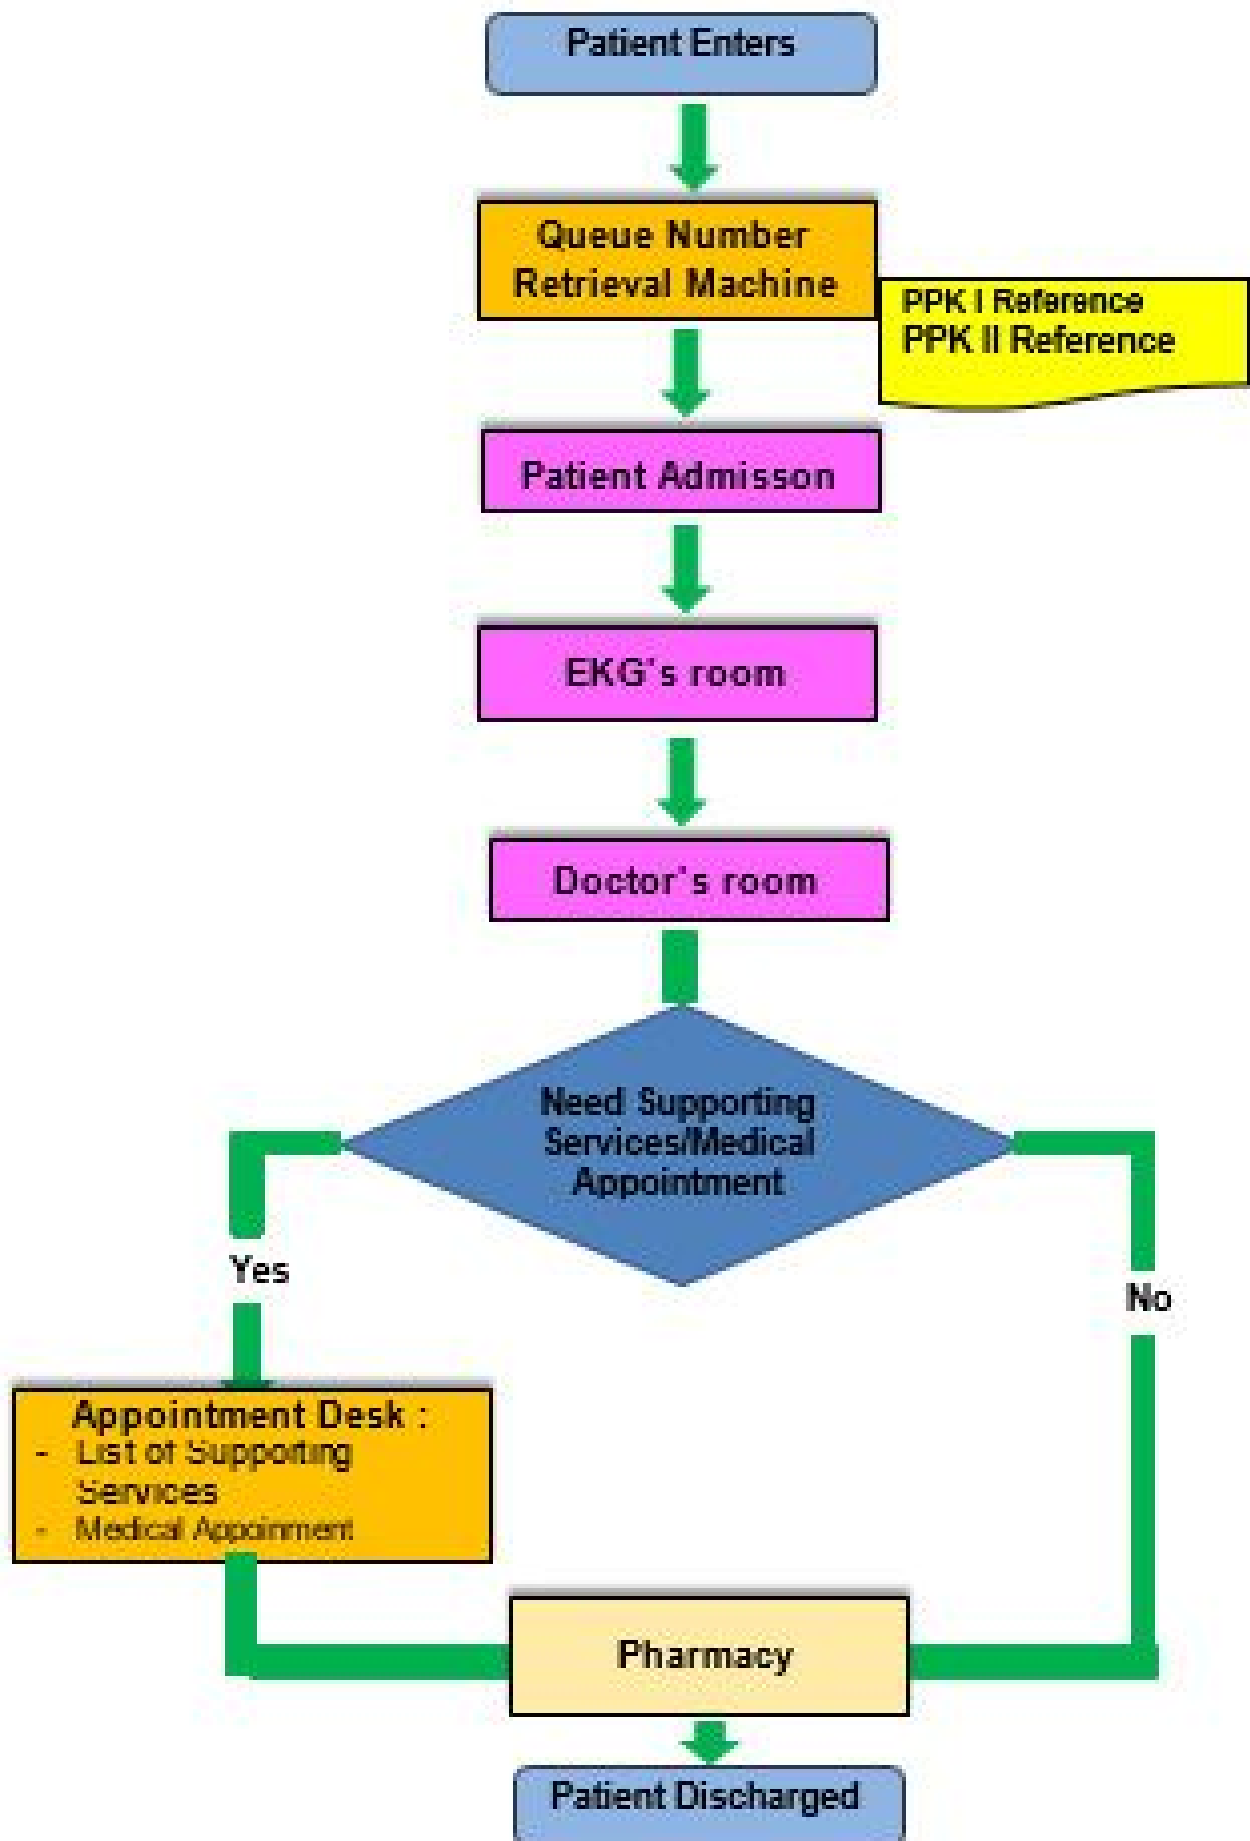 Patient Enters
Queue Number
Retrieval Machine
PPK I Reference
PPK II Reference
Patient Admisson
EKG's room
Doctor's room
Need Supporting
Services/Medical
Appointment
Yes
No
Appointment Desk :
- List of Supporting
Services
- Medical Appoinment
Pharmacy
Patient Discharged